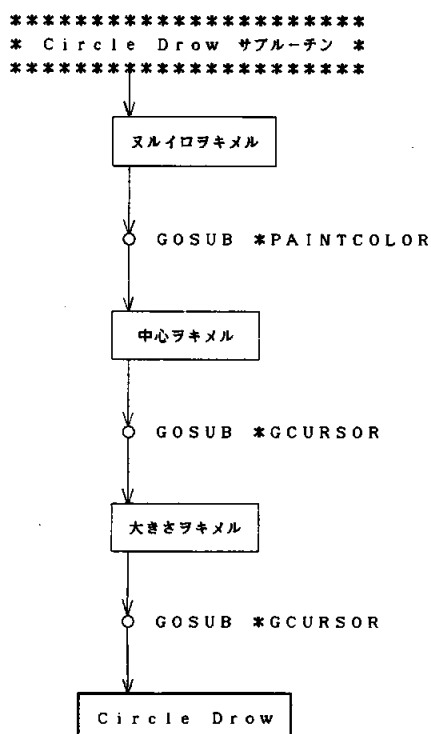 **********************
* Circle Drow サブルーチン *
**********************
ヌルイロヲキメル
GOSUB *PAINTCOLOR
中心ヲキメル
GOSUB *GCURSOR
大きさヲキメル
GOSUB *GCURSOR
Circle Drow